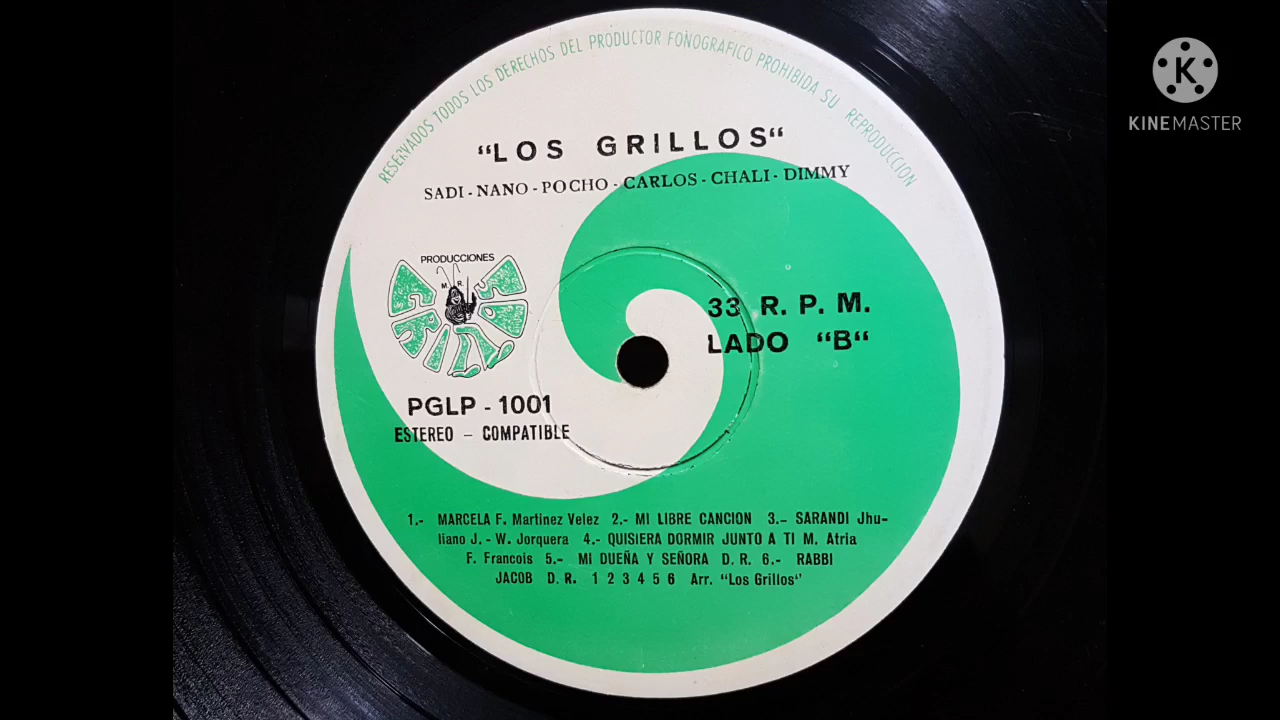 RESERVADOS TODOS LOS DERECHOS DEL PRODUCTOR FONOGRAFICO PROHIBIDA SU REPRODUCCION
KINEMASTER
“LOS GRILLOS“
SADI - NANO - POCHO - CARLOS - CHALI - DIMMY
PRODUCCIONES
M. R.
33 R. P. M.
LADO “B“
PGLP - 1001
ESTEREO – COMPATIBLE
1.- MARCELA F. Martinez Velez 2.- MI LIBRE CANCION 3.– SARANDI Jhu–
liano J. - W. Jorquera 4.- QUISIERA DORMIR JUNTO A TI M. Atria
F. Francois 5.- MI DUEÑA Y SEÑORA D. R. 6.- RABBI
JACOB D. R. 1 2 3 4 5 6 Arr. “Los Grillos“